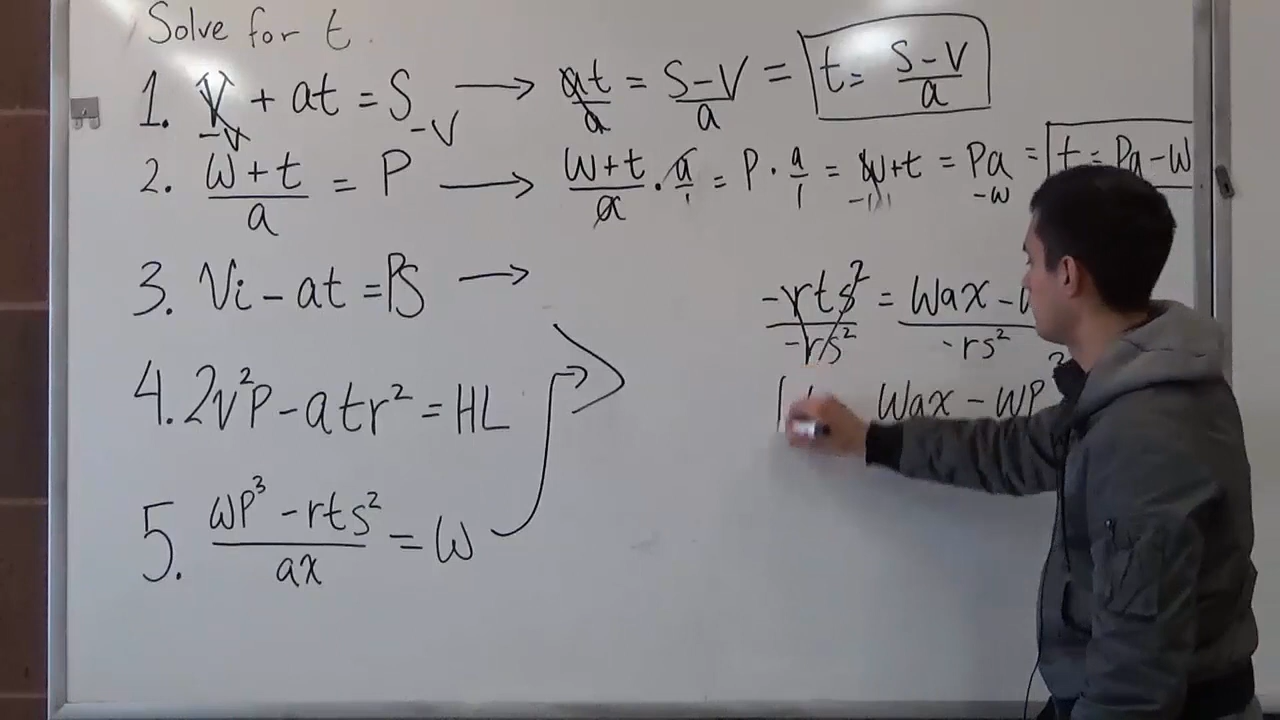 Solve for t
1. V + at = S → at/a = S-V/a = t = S-V/a
-V -V
2. W+t/a = P → W+t/a · a/1 = P · a/1 = W+t = Pa = t = Pa-W
-W
3. Vi - at = PS →
-rts²/-rs² = Wax -
-rs²
4. 2V²P - atr² = HL
Wax - WP³
5. WP³ - rts²/ax = W